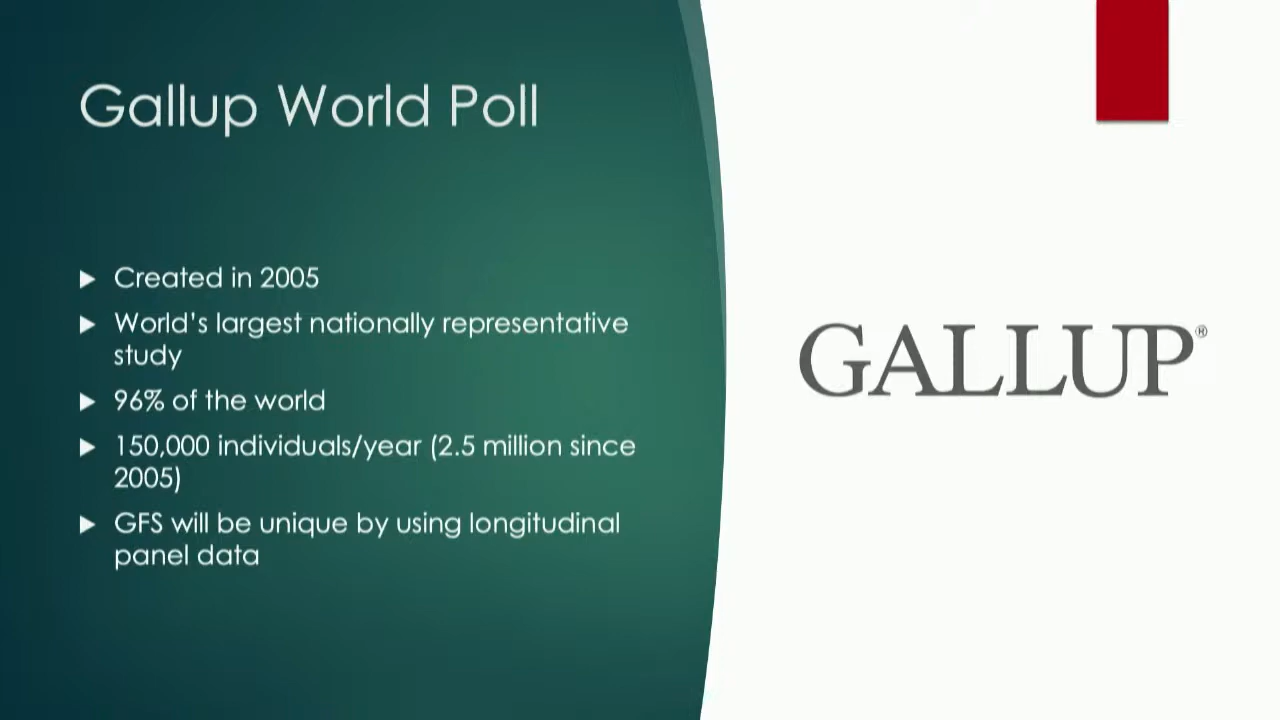 Gallup World Poll
Created in 2005
World's largest nationally representative
study
96% of the world
150,000 individuals/year (2.5 million since
2005)
GFS will be unique by using longitudinal
panel data
GALLUP®